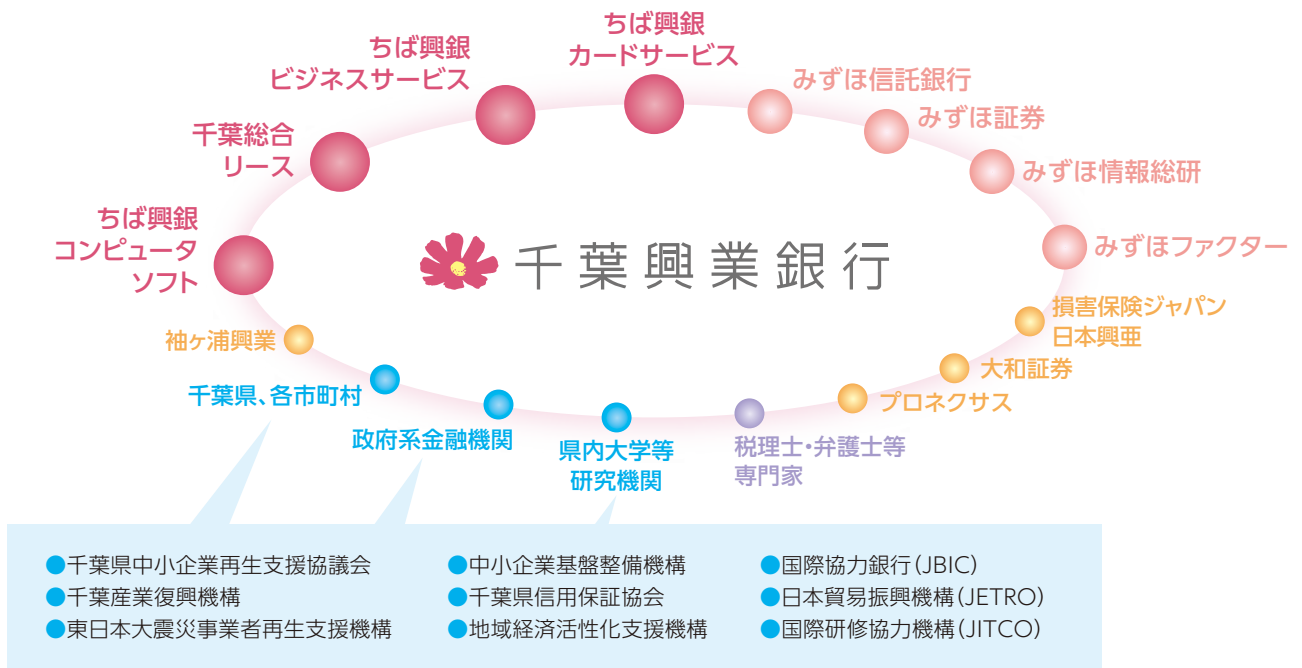 ちば興銀
カードサービス
ちば興銀
ビジネスサービス
みずほ信託銀行
みずほ証券
千葉総合
リース
みずほ情報総研
ちば興銀
コンピュータ
ソフト
千葉興業銀行
みずほファクター
袖ヶ浦興業
損害保険ジャパン
日本興亜
千葉県、各市町村
大和証券
政府系金融機関
プロネクサス
県内大学等
研究機関
税理士・弁護士等
専門家
●千葉県中小企業再生支援協議会
●千葉産業復興機構
●東日本大震災事業者再生支援機構
●中小企業基盤整備機構
●千葉県信用保証協会
●地域経済活性化支援機構
●国際協力銀行(JBIC)
●日本貿易振興機構(JETRO)
●国際研修協力機構(JITCO)